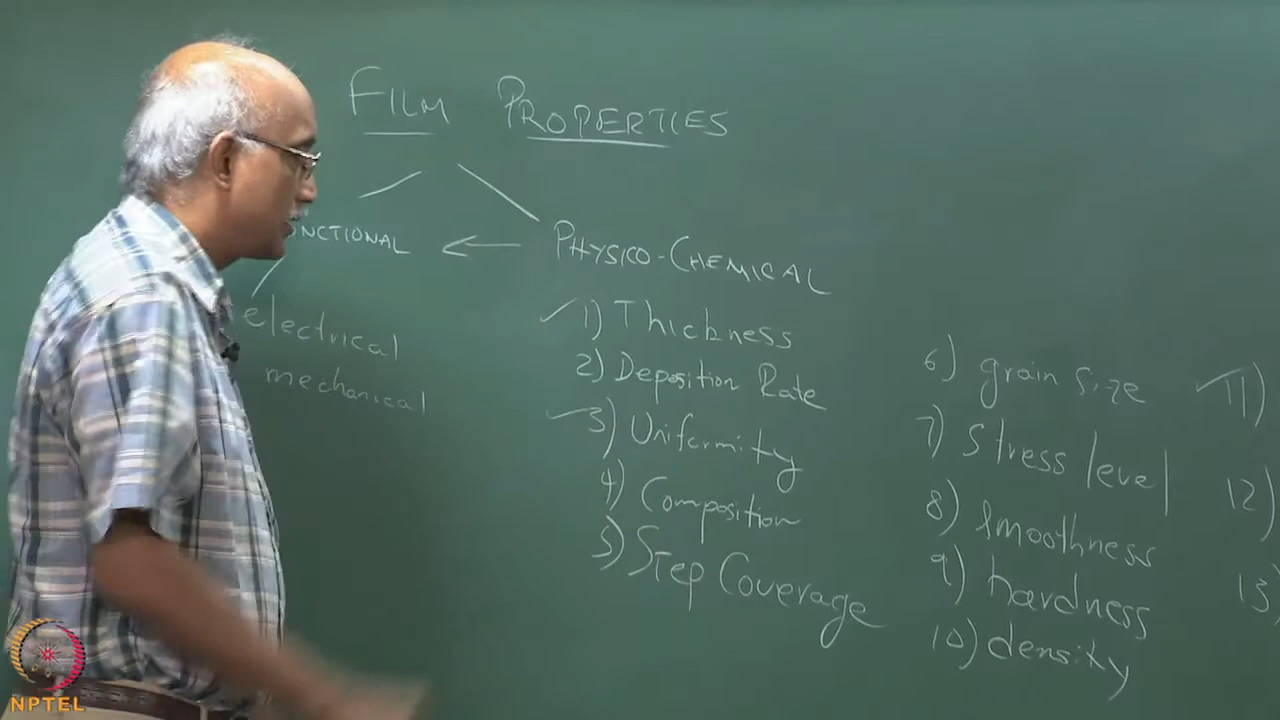 FILM PROPERTIES
PHYSICO-CHEMICAL
electrical
mechanical
1) Thickness
2) Deposition Rate
3) Uniformity
4) Composition
5) STEP Coverage
6) grain size
7) Stress level
8) Smoothness
9) hardness
10) density
11)
12)
13)
NPTEL